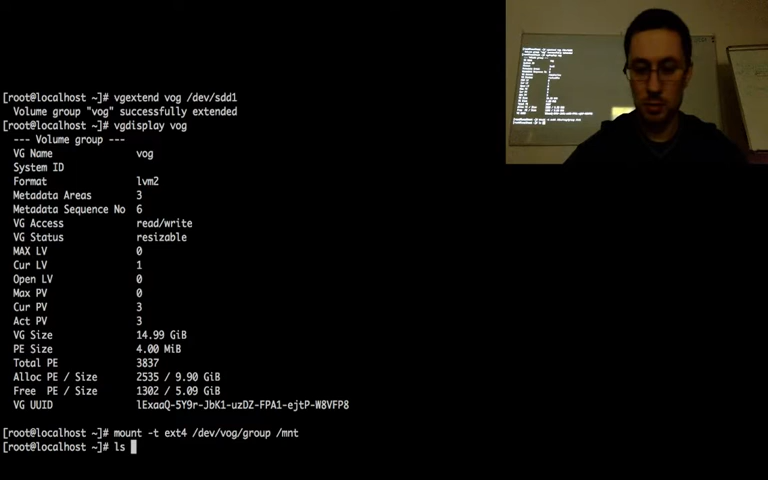 [root@localhost ~]# vgextend vog /dev/sdd1
Volume group "vog" successfully extended
[root@localhost ~]# vgdisplay vog
--- Volume group ---
VG Name vog
System ID
Format lvm2
Metadata Areas 3
Metadata Sequence No 6
VG Access read/write
VG Status resizable
MAX LV 0
Cur LV 1
Open LV 0
Max PV 0
Cur PV 3
Act PV 3
VG Size 14.99 GiB
PE Size 4.00 MiB
Total PE 3837
Alloc PE / Size 2535 / 9.90 GiB
Free PE / Size 1302 / 5.09 GiB
VG UUID lExaaQ-5Y9r-JbK1-uzDZ-FPA1-ejtP-W8VFP8
[root@localhost ~]# mount -t ext4 /dev/vog/group /mnt
[root@localhost ~]# ls